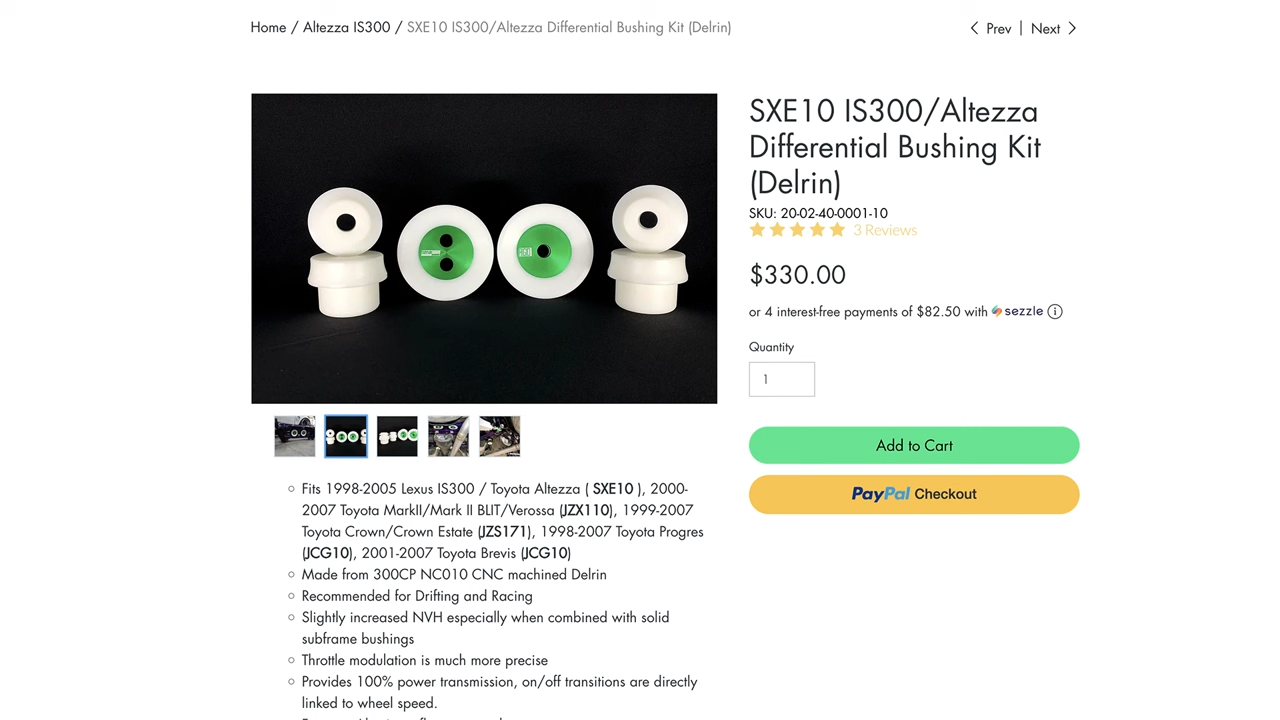 Home / Altezza IS300 / SXE10 IS300/Altezza Differential Bushing Kit (Delrin)
Prev | Next
SXE10 IS300/Altezza
Differential Bushing Kit
(Delrin)
SKU: 20-02-40-0001-10
3 Reviews
$330.00
or 4 interest-free payments of $82.50 with sezzle
Quantity
1
Add to Cart
PayPal Checkout
Fits 1998-2005 Lexus IS300 / Toyota Altezza ( SXE10 ), 2000-
2007 Toyota MarkII/Mark II BLIT/Verossa (JZX110), 1999-2007
Toyota Crown/Crown Estate (JZS171), 1998-2007 Toyota Progres
(JCG10), 2001-2007 Toyota Brevis (JCG10)
Made from 300CP NC010 CNC machined Delrin
Recommended for Drifting and Racing
Slightly increased NVH especially when combined with solid
subframe bushings
Throttle modulation is much more precise
Provides 100% power transmission, on/off transitions are directly
linked to wheel speed.